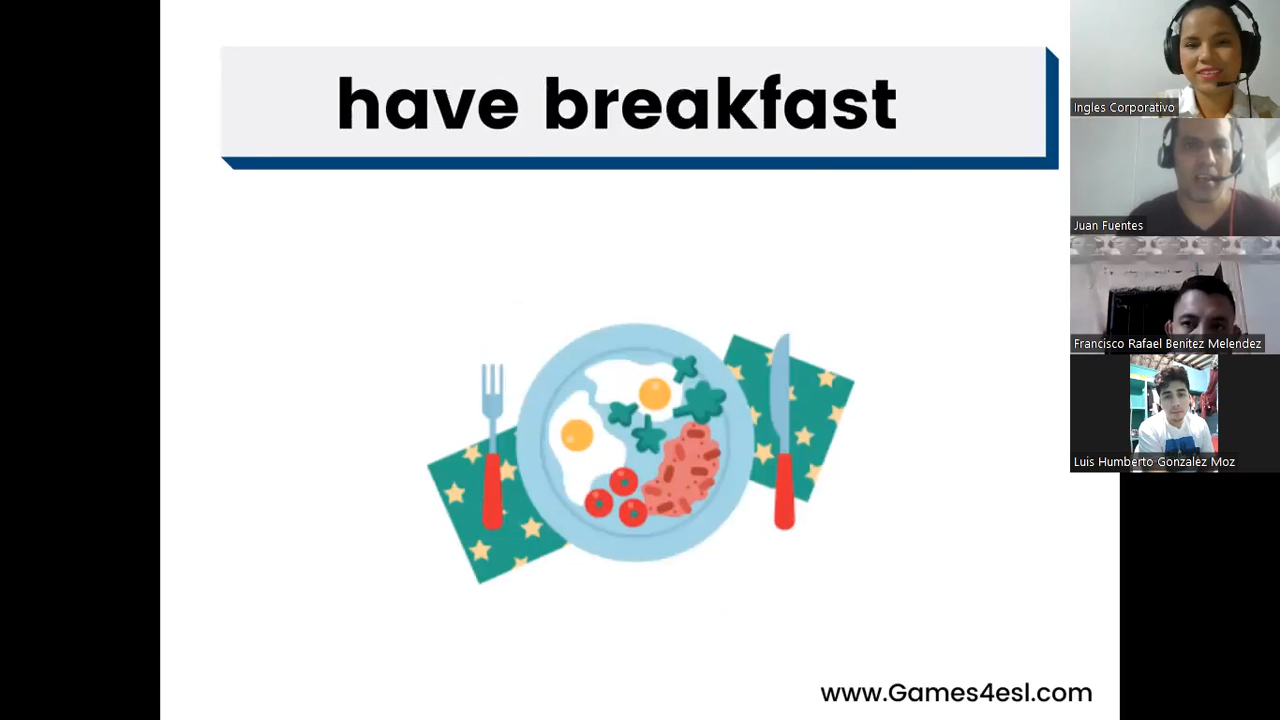 have breakfast
www.Games4esl.com
Ingles Corporativo
Juan Fuentes
Francisco Rafael Benitez Melendez
Luis Humberto Gonzalez Moz